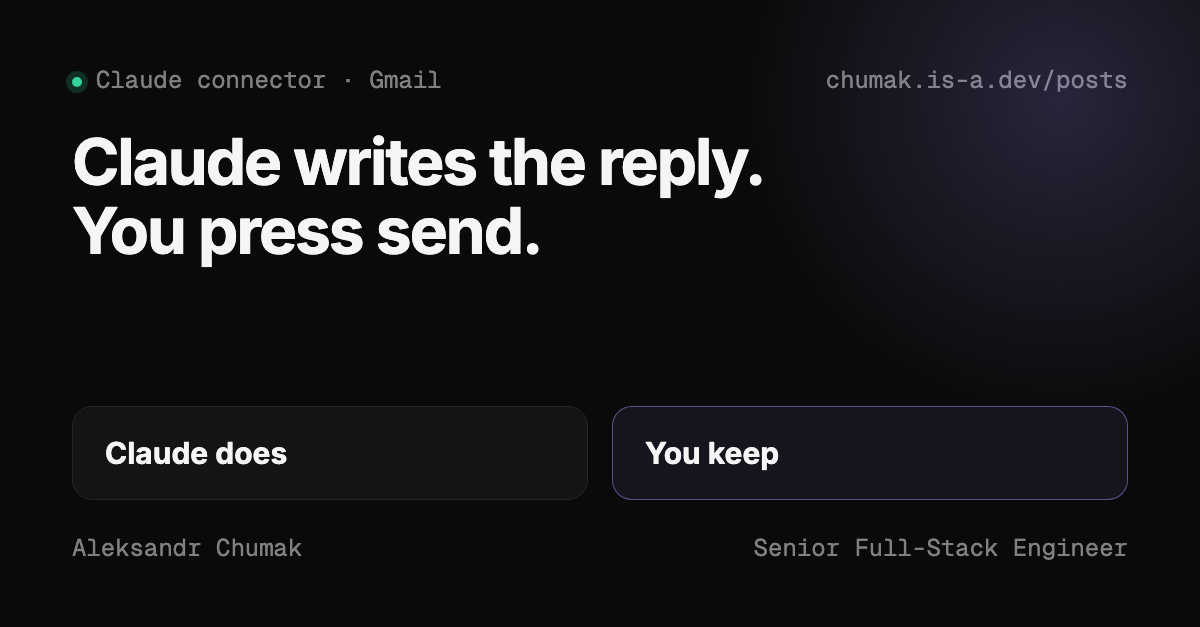 Claude connector · Gmail
chumak.is-a.dev/posts
Claude writes the reply.
You press send.
Claude does
You keep
Aleksandr Chumak
Senior Full-Stack Engineer